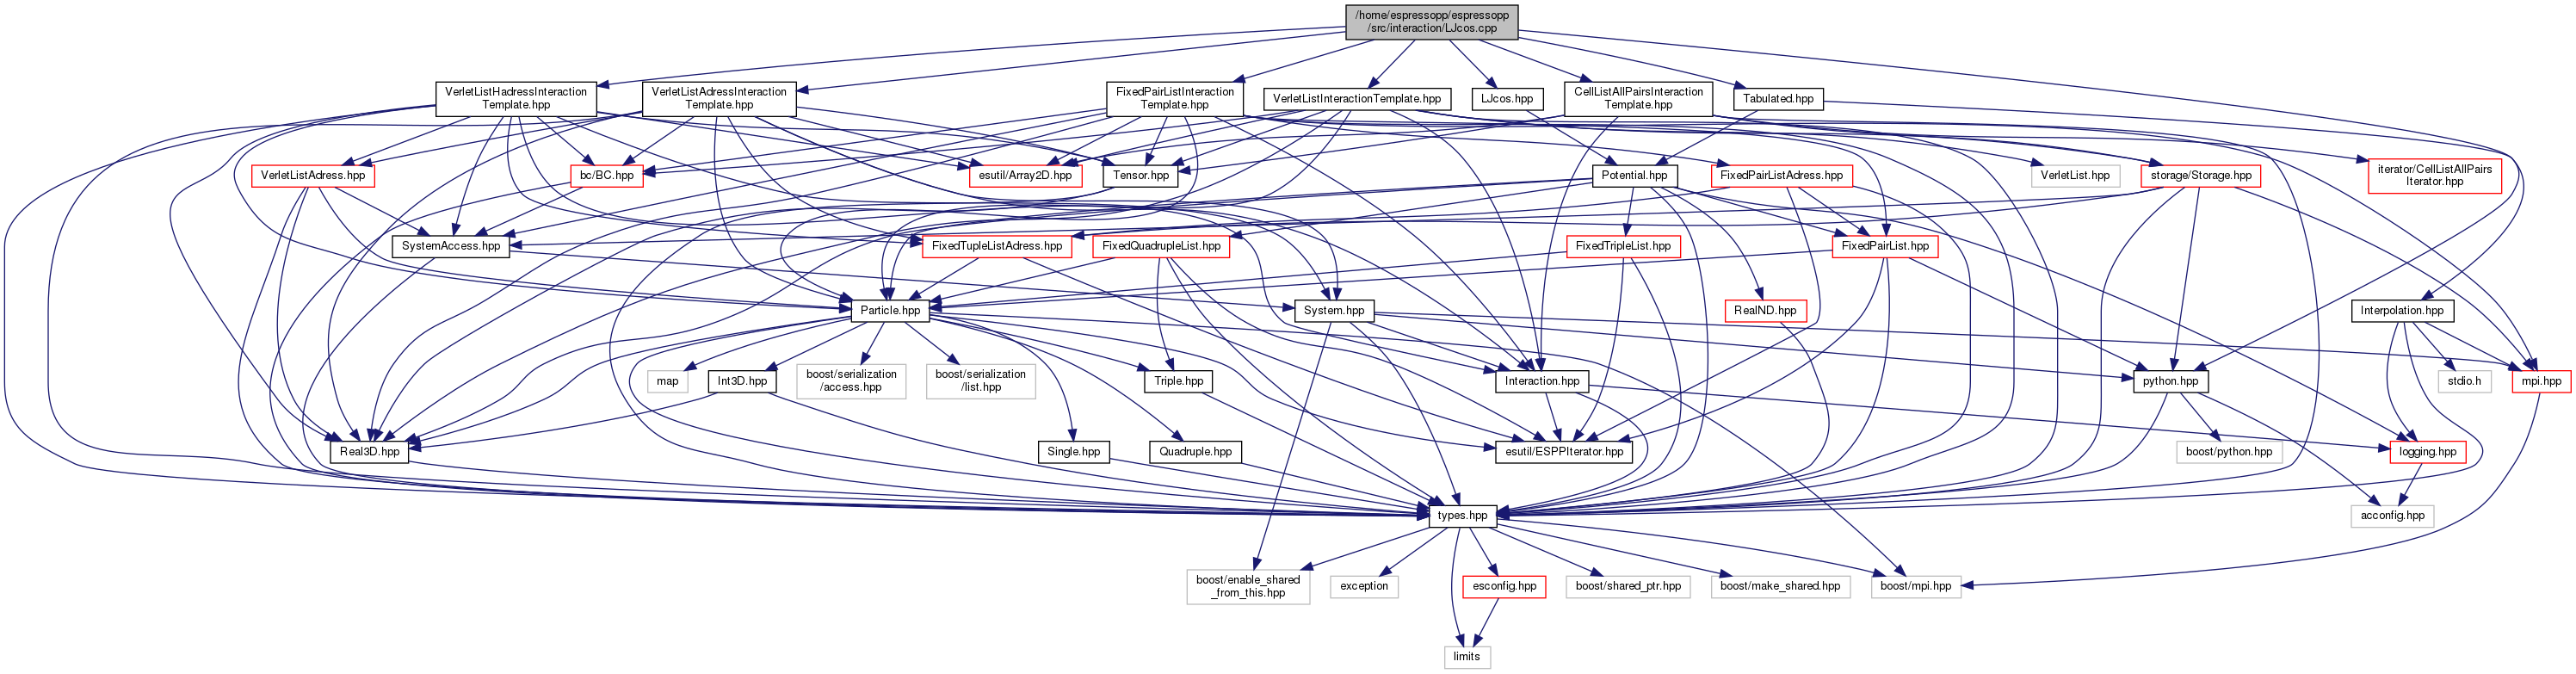 /home/espressopp/espressopp
/src/interaction/LJcos.cpp
VerletListHadressInteraction
Template.hpp
VerletListAdressInteraction
Template.hpp
FixedPairListInteraction
Template.hpp
VerletListInteractionTemplate.hpp
LJcos.hpp
CellListAllPairsInteraction
Template.hpp
Tabulated.hpp
VerletListAdress.hpp
bc/BC.hpp
esutil/Array2D.hpp
Tensor.hpp
Potential.hpp
FixedPairListAdress.hpp
VerletList.hpp
storage/Storage.hpp
iterator/CellListAllPairs
Iterator.hpp
SystemAccess.hpp
FixedTupleListAdress.hpp
FixedQuadrupleList.hpp
FixedTripleList.hpp
FixedPairList.hpp
Particle.hpp
System.hpp
RealND.hpp
Interpolation.hpp
map
Int3D.hpp
boost/serialization
/access.hpp
boost/serialization
/list.hpp
Triple.hpp
Interaction.hpp
python.hpp
stdio.h
mpi.hpp
Real3D.hpp
Single.hpp
Quadruple.hpp
esutil/ESPPIterator.hpp
boost/python.hpp
logging.hpp
types.hpp
acconfig.hpp
boost/enable_shared
_from_this.hpp
exception
esconfig.hpp
boost/shared_ptr.hpp
boost/make_shared.hpp
boost/mpi.hpp
limits